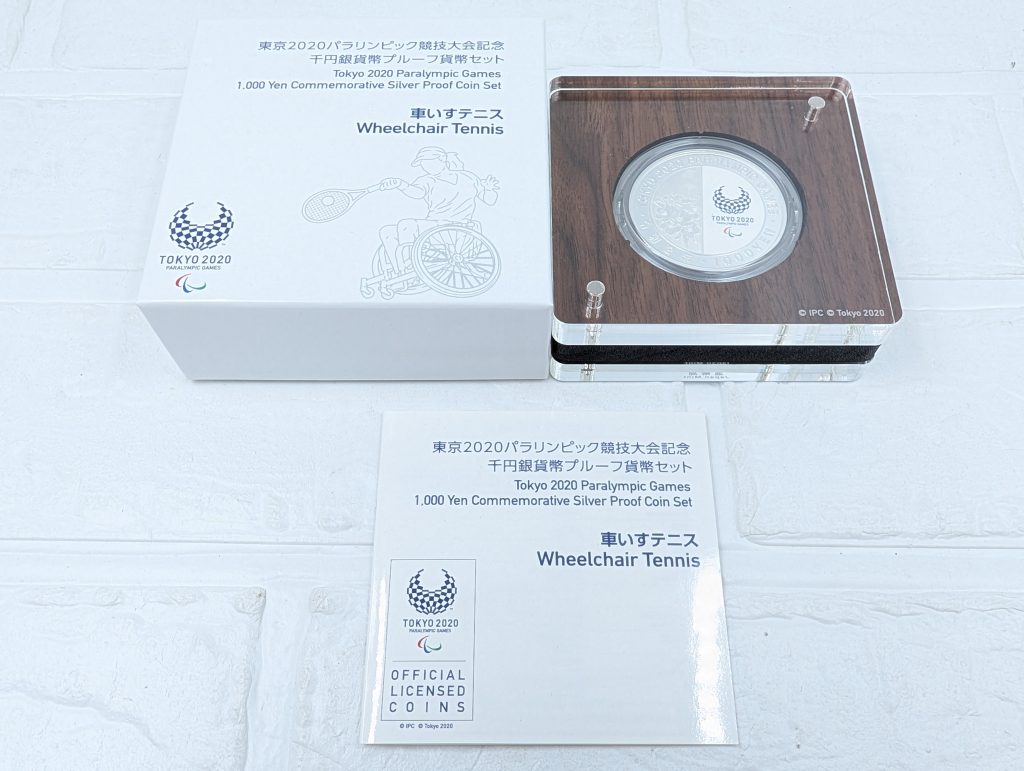 東京2020パラリンピック競技大会記念
千円銀貨幣プルーフ貨幣セット
Tokyo 2020 Paralympic Games
1,000 Yen Commemorative Silver Proof Coin Set
車いすテニス
Wheelchair Tennis
TOKYO 2020
PARALYMPIC GAMES
TOKYO 2020
PARALYMPIC GAMES
© IPC © Tokyo 2020
東京2020パラリンピック競技大会記念
千円銀貨幣プルーフ貨幣セット
Tokyo 2020 Paralympic Games
1,000 Yen Commemorative Silver Proof Coin Set
車いすテニス
Wheelchair Tennis
TOKYO 2020
PARALYMPIC GAMES
OFFICIAL
LICENSED
COINS
© IPC © Tokyo 2020